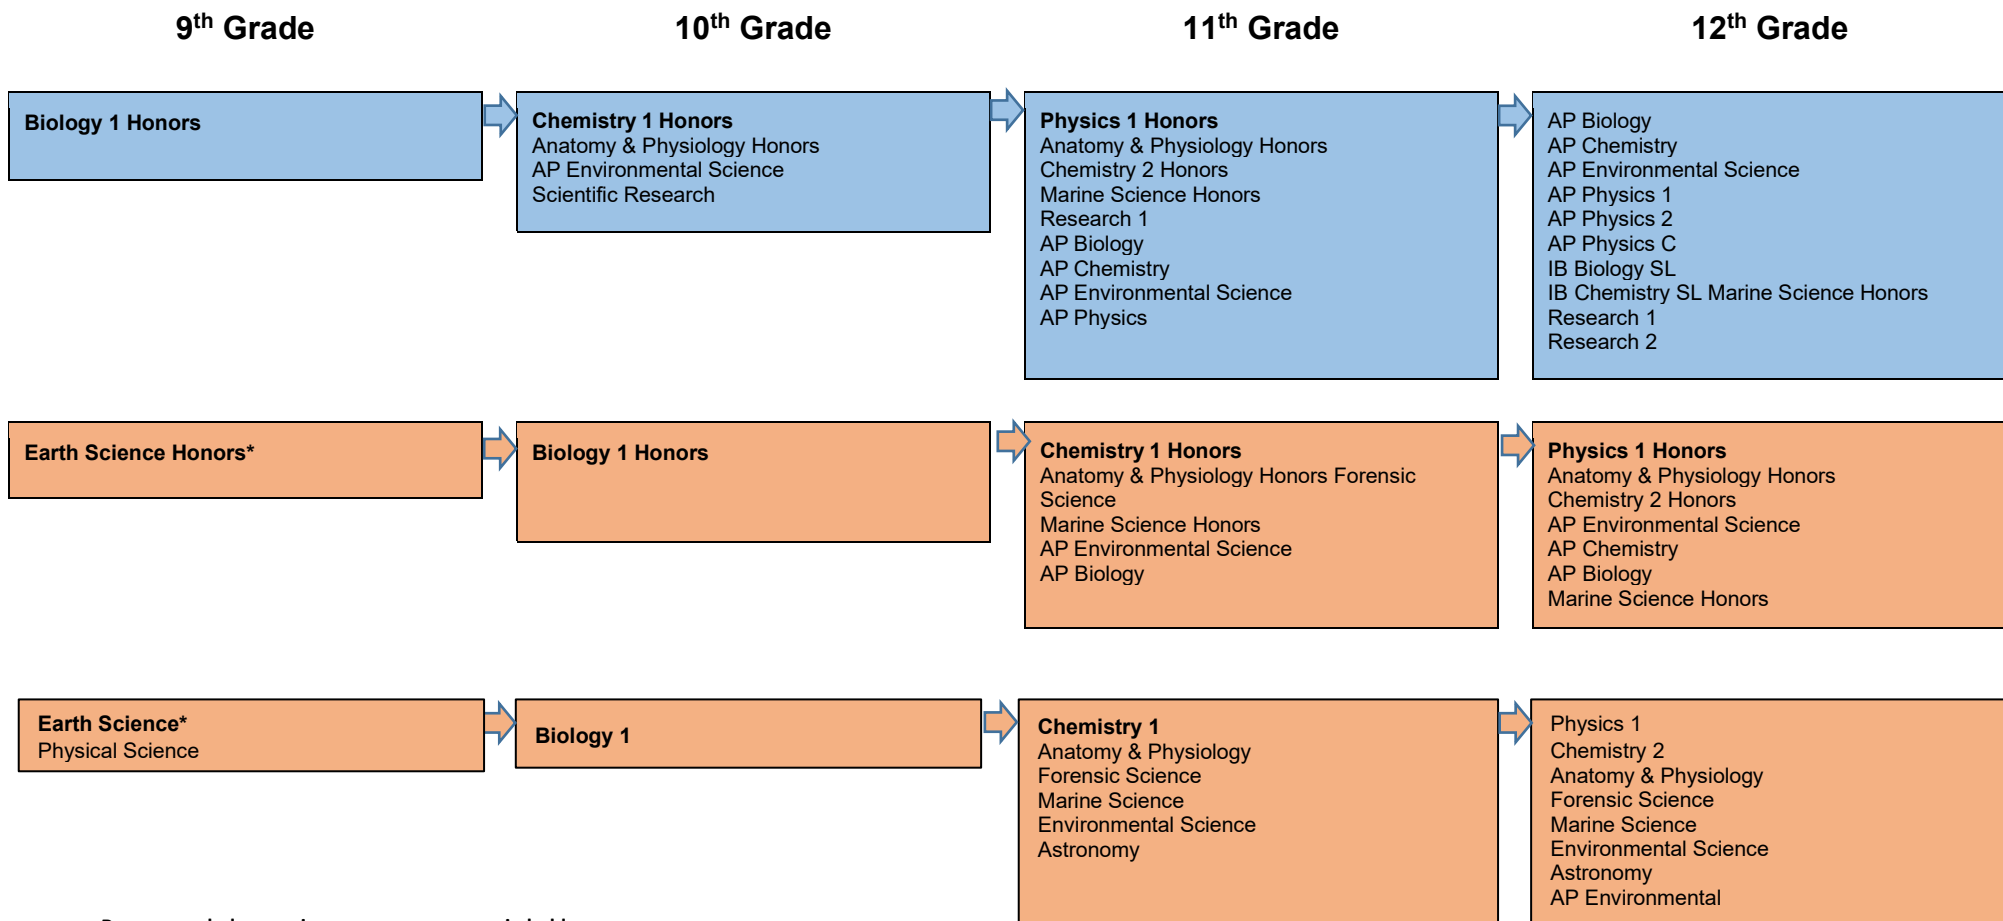 9th Grade
10th Grade
11th Grade
12th Grade
Biology 1 Honors
Chemistry 1 Honors
Anatomy & Physiology Honors
AP Environmental Science
Scientific Research
Physics 1 Honors
Anatomy & Physiology Honors
Chemistry 2 Honors
Marine Science Honors
Research 1
AP Biology
AP Chemistry
AP Environmental Science
AP Physics
AP Biology
AP Chemistry
AP Environmental Science
AP Physics 1
AP Physics 2
AP Physics C
IB Biology SL
IB Chemistry SL Marine Science Honors
Research 1
Research 2
Earth Science Honors*
Biology 1 Honors
Chemistry 1 Honors
Anatomy & Physiology Honors Forensic
Science
Marine Science Honors
AP Environmental Science
AP Biology
Physics 1 Honors
Anatomy & Physiology Honors
Chemistry 2 Honors
AP Environmental Science
AP Chemistry
AP Biology
Marine Science Honors
Earth Science*
Physical Science
Biology 1
Chemistry 1
Anatomy & Physiology
Forensic Science
Marine Science
Environmental Science
Astronomy
Physics 1
Chemistry 2
Anatomy & Physiology
Forensic Science
Marine Science
Environmental Science
Astronomy
AP Environmental